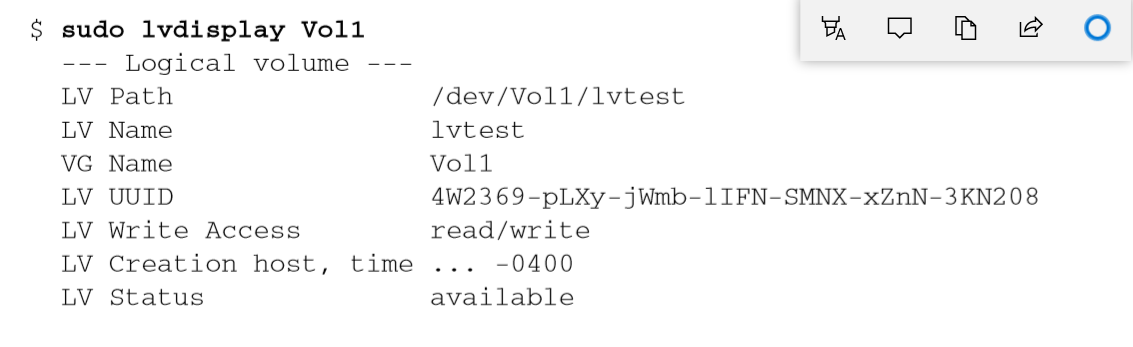 $ sudo lvdisplay Vol1
--- Logical volume ---
LV Path /dev/Vol1/lvtest
LV Name lvtest
VG Name Vol1
LV UUID 4W2369-pLXy-jWmb-lIFN-SMNX-xZnN-3KN208
LV Write Access read/write
LV Creation host, time ... -0400
LV Status available